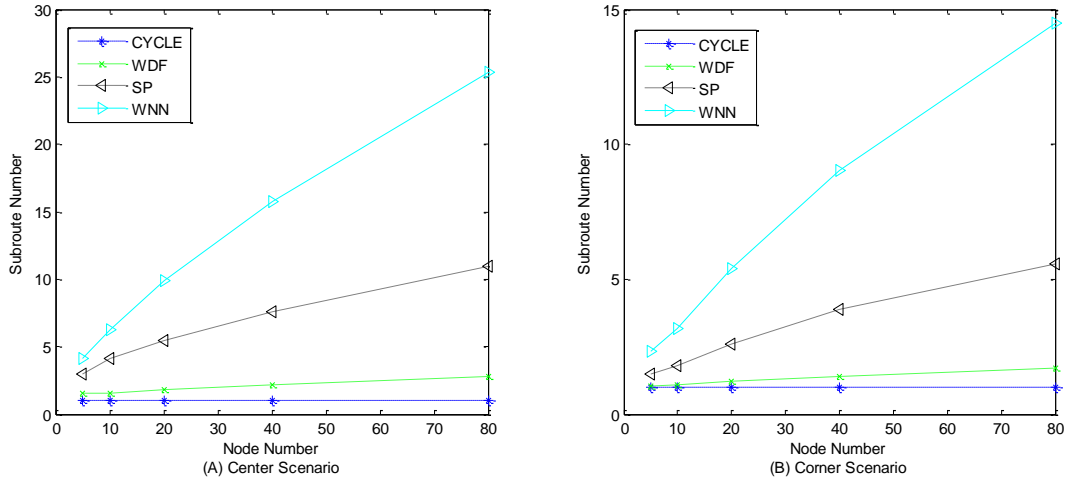 30
25
20
15
10
5
0
Subroute Number
CYCLE
WDF
SP
WNN
0 10 20 30 40 50 60 70 80
Node Number
(A) Center Scenario
15
10
5
0
Subroute Number
CYCLE
WDF
SP
WNN
0 10 20 30 40 50 60 70 80
Node Number
(B) Corner Scenario